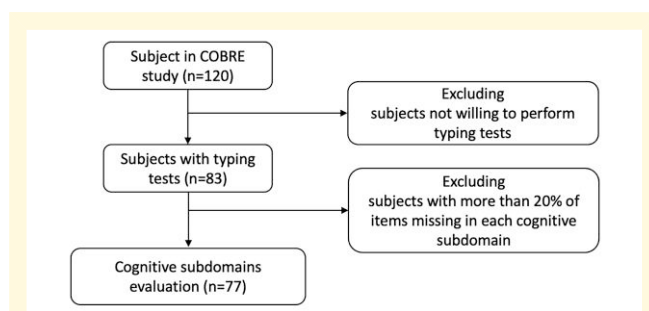 Subject in COBRE
study (n=120)
Excluding
subjects not willing to perform
typing tests
Subjects with typing
tests (n=83)
Excluding
subjects with more than 20% of
items missing in each cognitive
subdomain
Cognitive subdomains
evaluation (n=77)